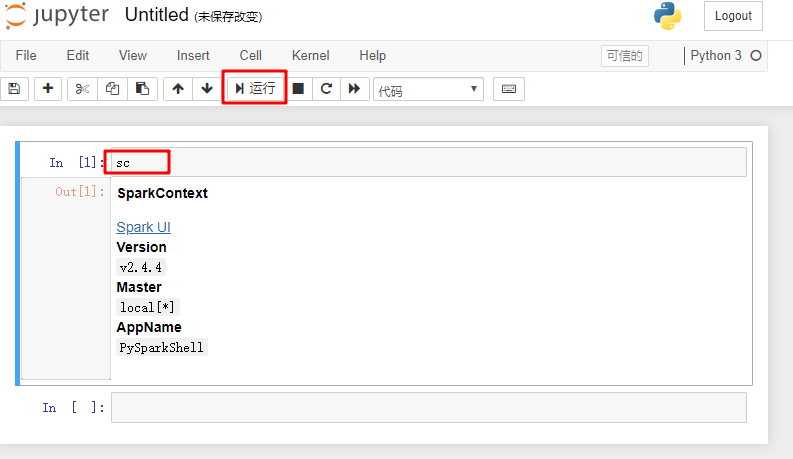 jupyter Untitled (未保存改变) Logout
File Edit View Insert Cell Kernel Help 可信的 Python 3
运行 代码
In [1]: sc
Out[1]: SparkContext
Spark UI
Version
v2.4.4
Master
local[*]
AppName
PySparkShell
In [ ]: